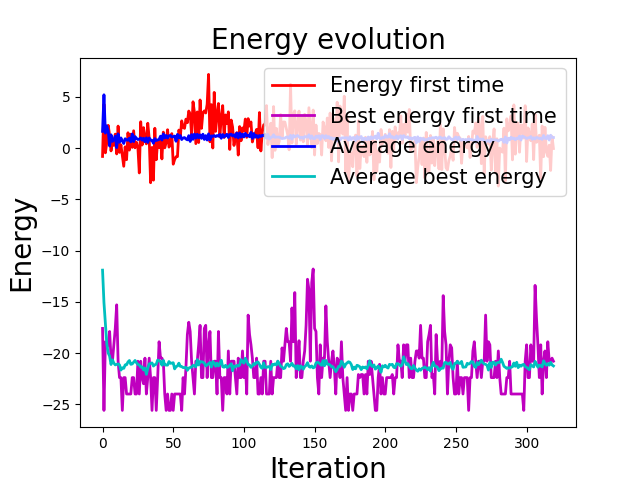 Energy evolution
Energy first time
Best energy first time
Average energy
Average best energy
Energy
5
0
−5
−10
−15
−20
−25
0 50 100 150 200 250 300
Iteration